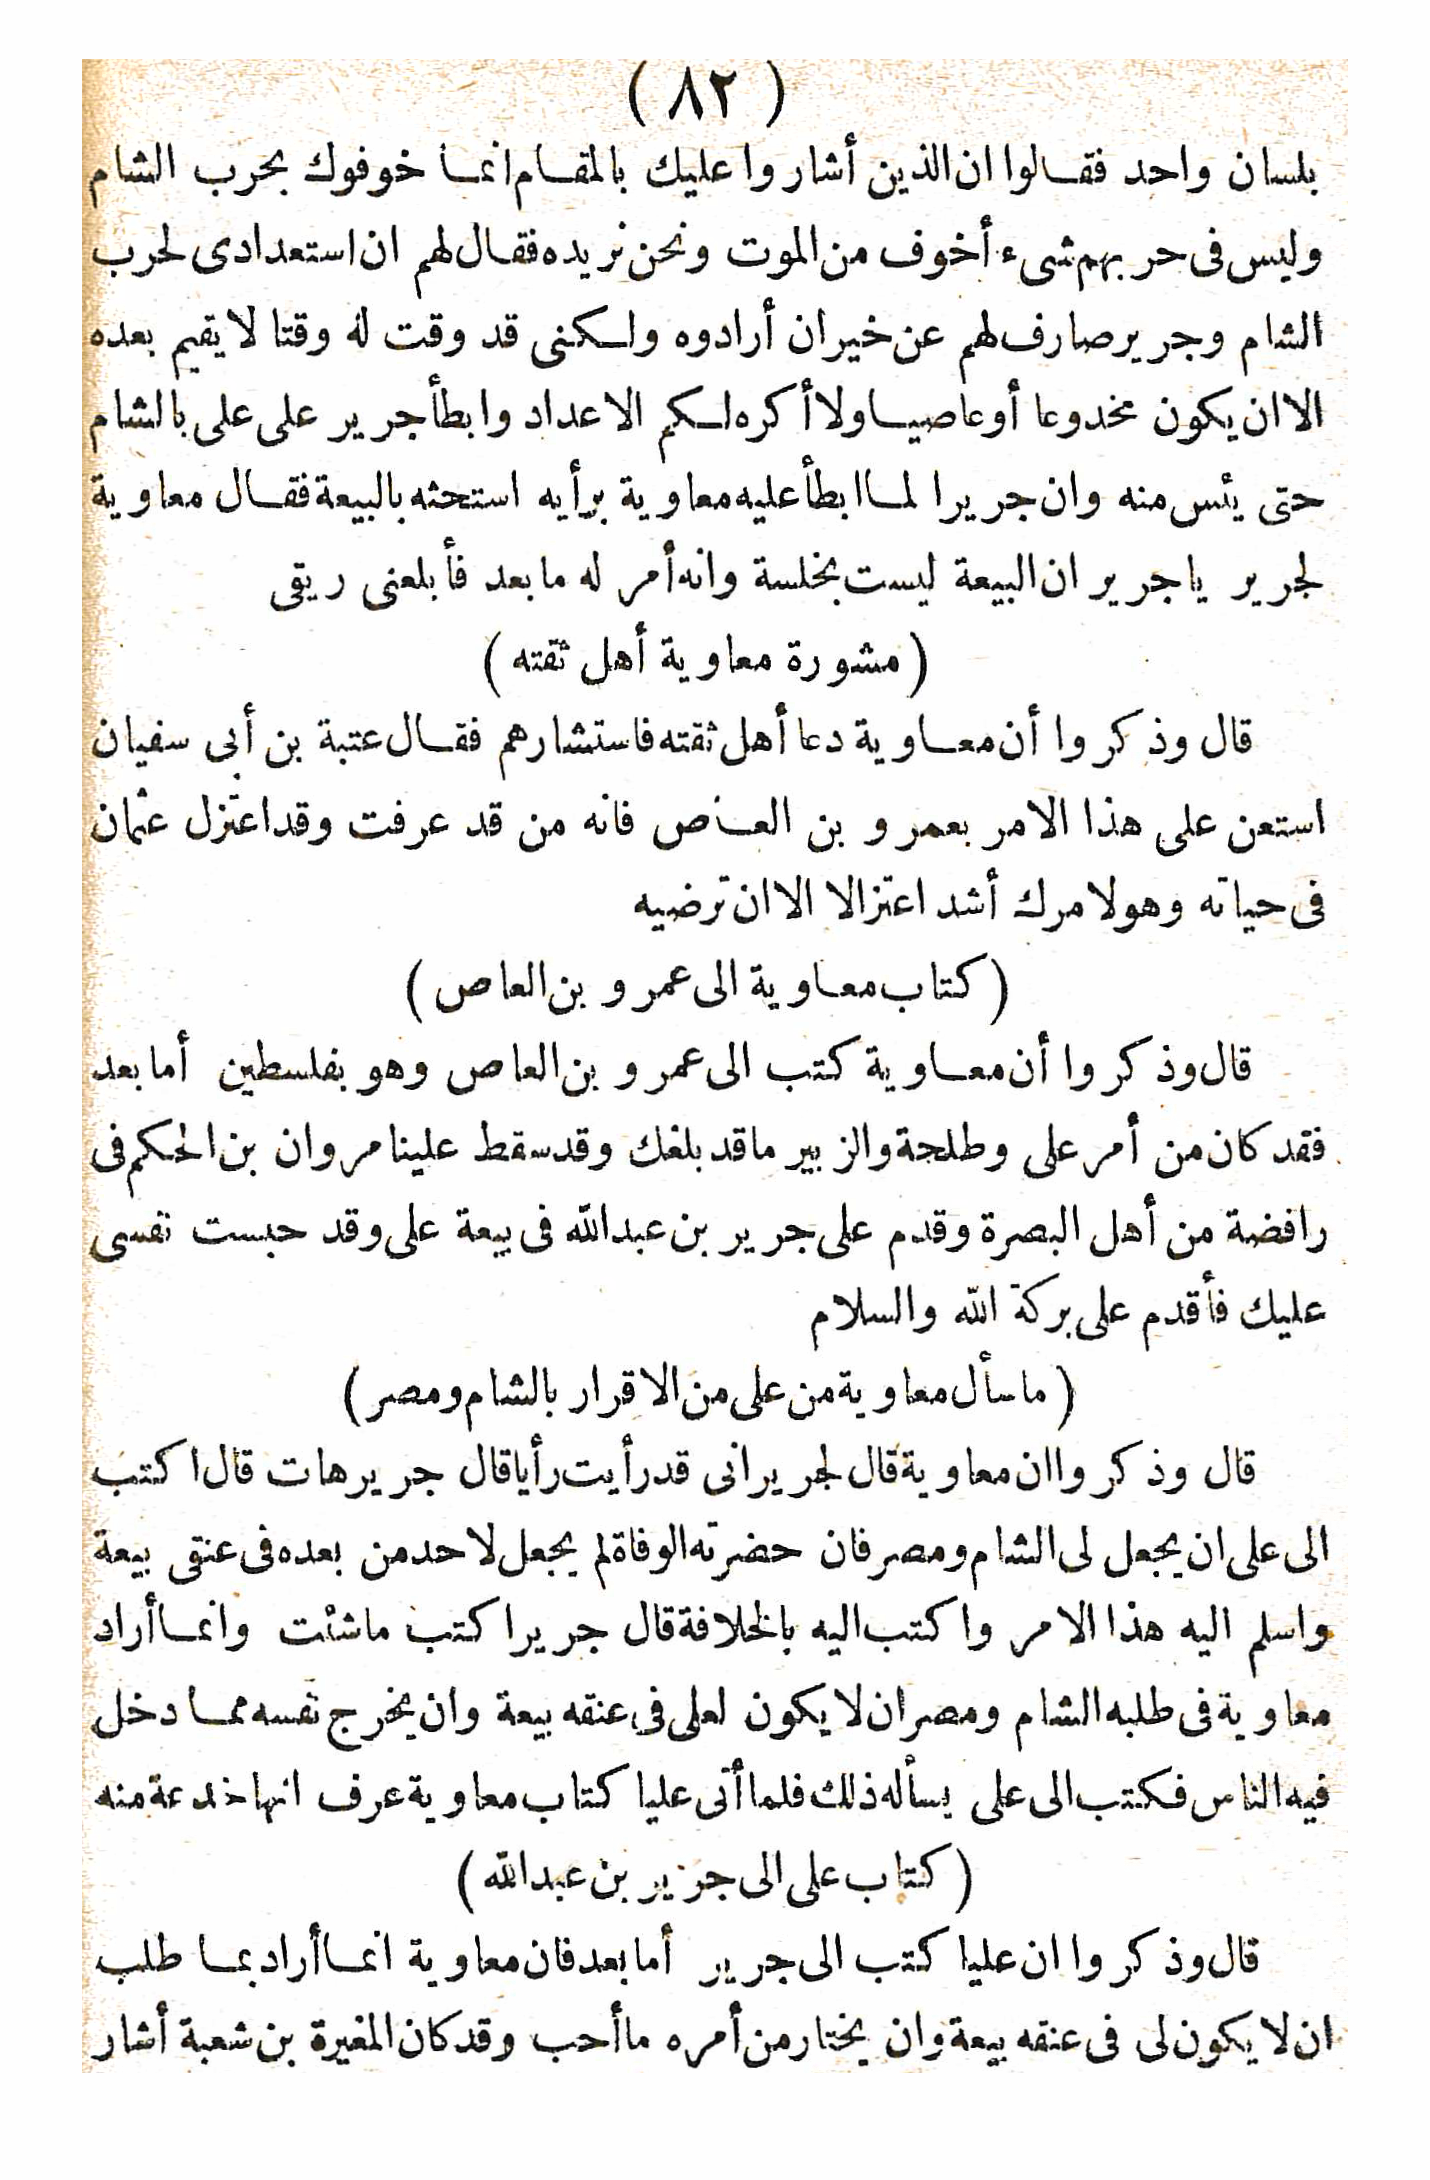 ( ٨٢ )
بلسان واحد فقالوا ان الذين أشاروا عليك بالمقام انما خوفوك بحرب الشام
وليس فى حربهم شىء أخوف من الموت ونحن نريده فقال لهم ان استعدادى لحرب
الشام وجرير صارف لهم عن خير ان أرادوه ولكنى قد وقت له وقتا لا يقيم بعده
الا ان يكون مخدوعا أو عاصيا ولا أكره لكم الاعداد وابطأ جرير على على بالشام
حتى يئس منه وان جريرا لما ابطأ عليه معاوية برأيه استحثه بالبيعة فقال معاوية
لجرير ياجرير ان البيعة ليست بخلسة وانه أمر له ما بعد فأبلعنى ريقى
( مشورة معاوية أهل ثقته )
قال وذكروا أن معاوية دعا أهل ثقته فاستشارهم فقال عتبة بن أبى سفيان
استعن على هذا الامر بعمرو بن العاص فانه من قد عرفت وقد اعتزل عثمان
فى حياته وهو لامرك أشد اعتزالا الا ان ترضيه
( كتاب معاوية الى عمرو بن العاص )
قال وذكروا أن معاوية كتب الى عمرو بن العاص وهو بفلسطين أما بعد
فقد كان من أمر على وطلحة والزبير ما قد بلغك وقد سقط علينا مروان بن الحكم فى
رافضة من أهل البصرة وقدم على جرير بن عبد الله فى بيعة على وقد حبست نفسى
عليك فأقدم على بركة الله والسلام
( ما سأل معاوية من على من الاقرار بالشام ومصر )
قال وذكروا ان معاوية قال لجرير انى قد رأيت رأيا قال جرير هات قال اكتب
الى على ان يجعل لى الشام ومصر فان حضرته الوفاة لم يجعل لاحد من بعده فى عنقى بيعة
واسلم اليه هذا الامر واكتب اليه بالخلافة قال جرير اكتب ما شئت وانما أراد
معاوية فى طلبه الشام ومصر ان لا يكون لعلى فى عنقه بيعة وان يخرج نفسه مما دخل
فيه الناس فكتب الى على يسأله ذلك فلما أتى عليا كتاب معاوية عرف انها خدعة منه
( كتاب على الى جرير بن عبد الله )
قال وذكروا ان عليا كتب الى جرير أما بعد فان معاوية انما أراد بما طلب
ان لا يكون لى فى عنقه بيعة وان يختار من أمره ما أحب وقد كان المغيرة بن شعبة أشار